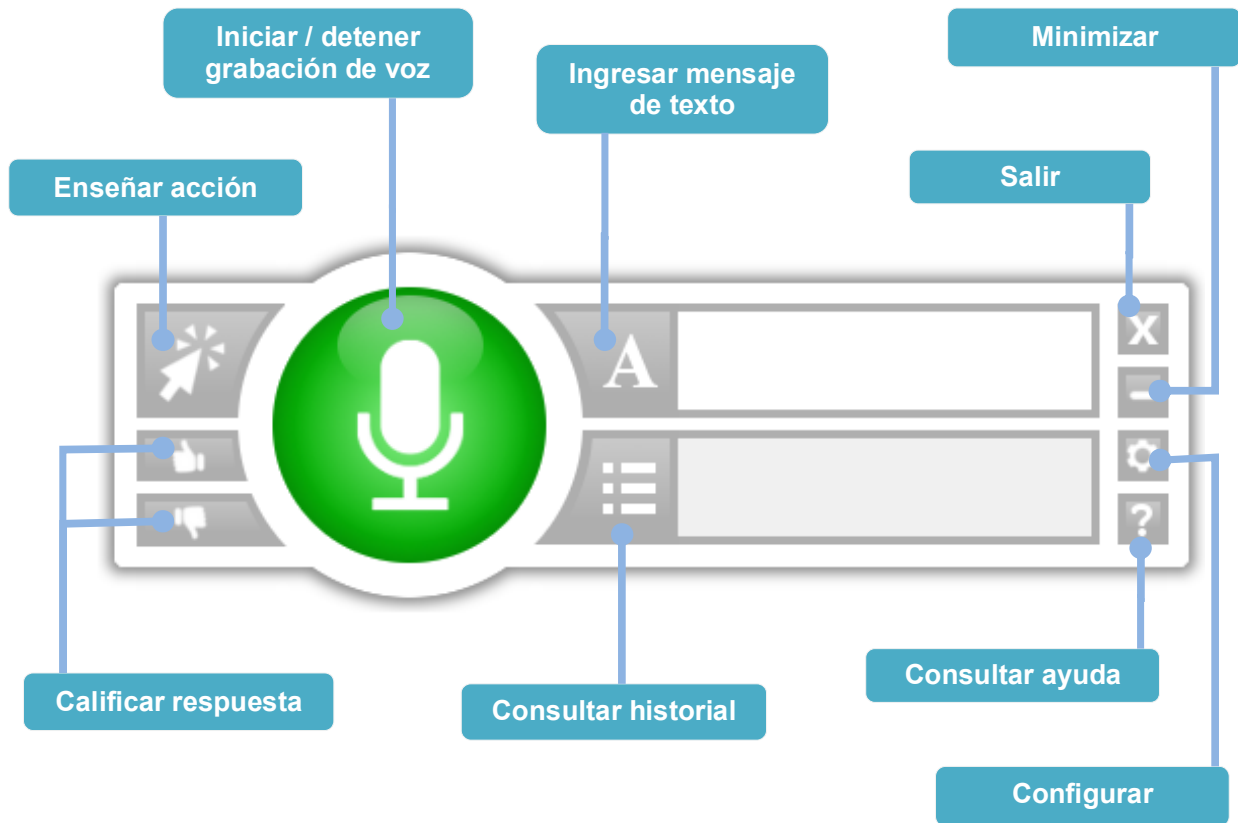 Iniciar / detener
grabación de voz
Minimizar
Ingresar mensaje
de texto
Enseñar acción
Salir
A
X
?
Calificar respuesta
Consultar historial
Consultar ayuda
Configurar